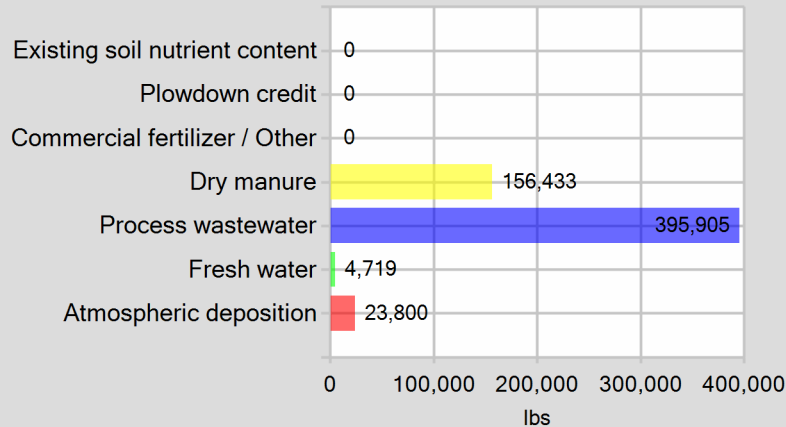 Existing soil nutrient content 0
Plowdown credit 0
Commercial fertilizer / Other 0
Dry manure 156,433
Process wastewater 395,905
Fresh water 4,719
Atmospheric deposition 23,800
0 100,000 200,000 300,000 400,000
lbs